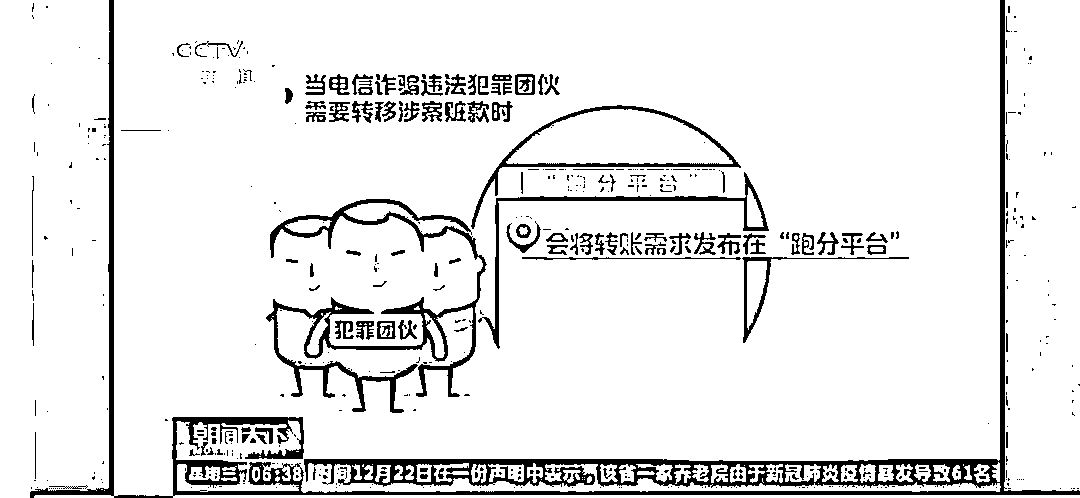 CCTV
当电信诈骗违法犯罪团伙
需要转移涉案赃款时
“跑分平台”
会将转账需求发布在“跑分平台”
犯罪团伙
朝闻天下
星期三 06:38 时间12月22日在一份声明中表示，该省一家养老院由于新冠肺炎疫情暴发导致61名